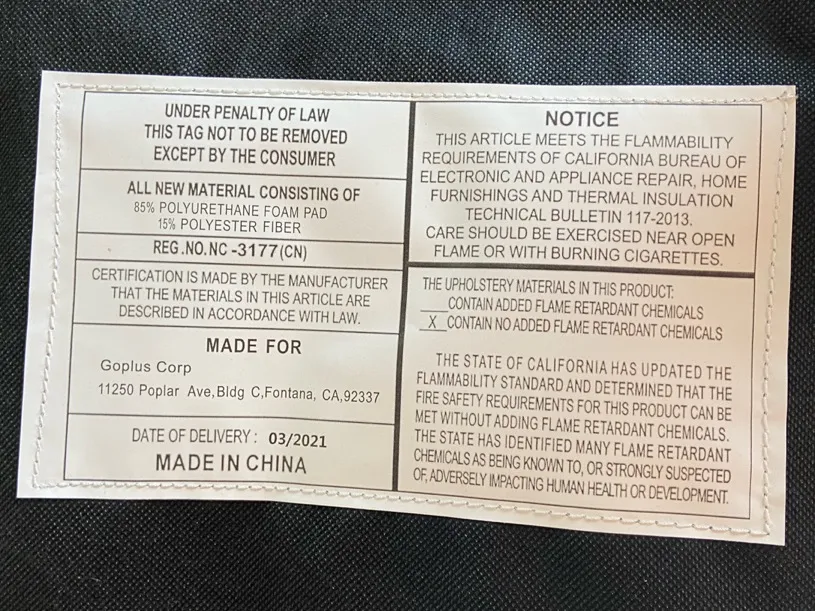 UNDER PENALTY OF LAW
THIS TAG NOT TO BE REMOVED
EXCEPT BY THE CONSUMER
ALL NEW MATERIAL CONSISTING OF
85% POLYURETHANE FOAM PAD
15% POLYESTER FIBER
REG.NO.NC -3177(CN)
CERTIFICATION IS MADE BY THE MANUFACTURER
THAT THE MATERIALS IN THIS ARTICLE ARE
DESCRIBED IN ACCORDANCE WITH LAW.
MADE FOR
Goplus Corp
11250 Poplar Ave,Bldg C,Fontana, CA,92337
DATE OF DELIVERY : 03/2021
MADE IN CHINA
NOTICE
THIS ARTICLE MEETS THE FLAMMABILITY
REQUIREMENTS OF CALIFORNIA BUREAU OF
ELECTRONIC AND APPLIANCE REPAIR, HOME
FURNISHINGS AND THERMAL INSULATION
TECHNICAL BULLETIN 117-2013.
CARE SHOULD BE EXERCISED NEAR OPEN
FLAME OR WITH BURNING CIGARETTES.
THE UPHOLSTERY MATERIALS IN THIS PRODUCT:
____CONTAIN ADDED FLAME RETARDANT CHEMICALS
_X_CONTAIN NO ADDED FLAME RETARDANT CHEMICALS
THE STATE OF CALIFORNIA HAS UPDATED THE
FLAMMABILITY STANDARD AND DETERMINED THAT THE
FIRE SAFETY REQUIREMENTS FOR THIS PRODUCT CAN BE
MET WITHOUT ADDING FLAME RETARDANT CHEMICALS.
THE STATE HAS IDENTIFIED MANY FLAME RETARDANT
CHEMICALS AS BEING KNOWN TO, OR STRONGLY SUSPECTED
OF, ADVERSELY IMPACTING HUMAN HEALTH OR DEVELOPMENT.